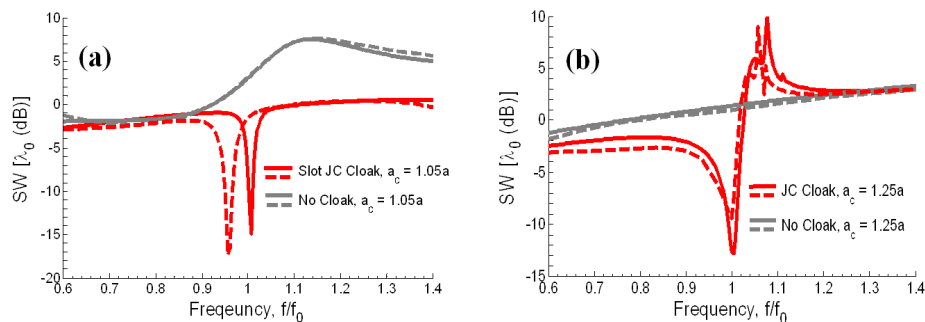 (a)
SW [λ0 (dB)]
10
5
0
-5
-10
-15
-20
Slot JC Cloak, ac = 1.05a
No Cloak, ac = 1.05a
0.6 0.7 0.8 0.9 1 1.1 1.2 1.3 1.4
Freqeuncy, f/f0
(b)
SW [λ0 (dB)]
10
5
0
-5
-10
-15
JC Cloak, ac = 1.25a
No Cloak, ac = 1.25a
0.6 0.7 0.8 0.9 1 1.1 1.2 1.3 1.4
Frequency, f/f0